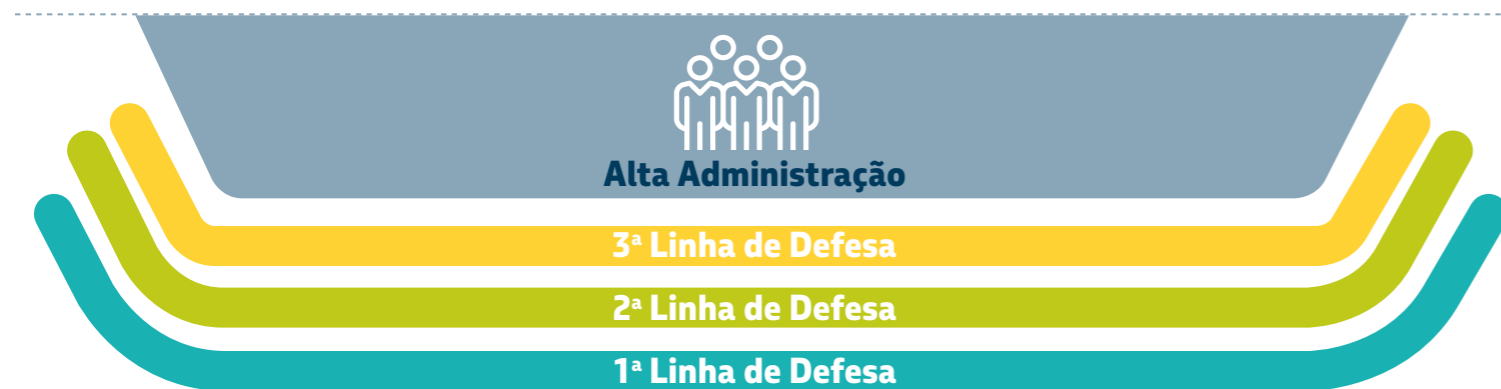 Alta Administração
3ª Linha de Defesa
2ª Linha de Defesa
1ª Linha de Defesa